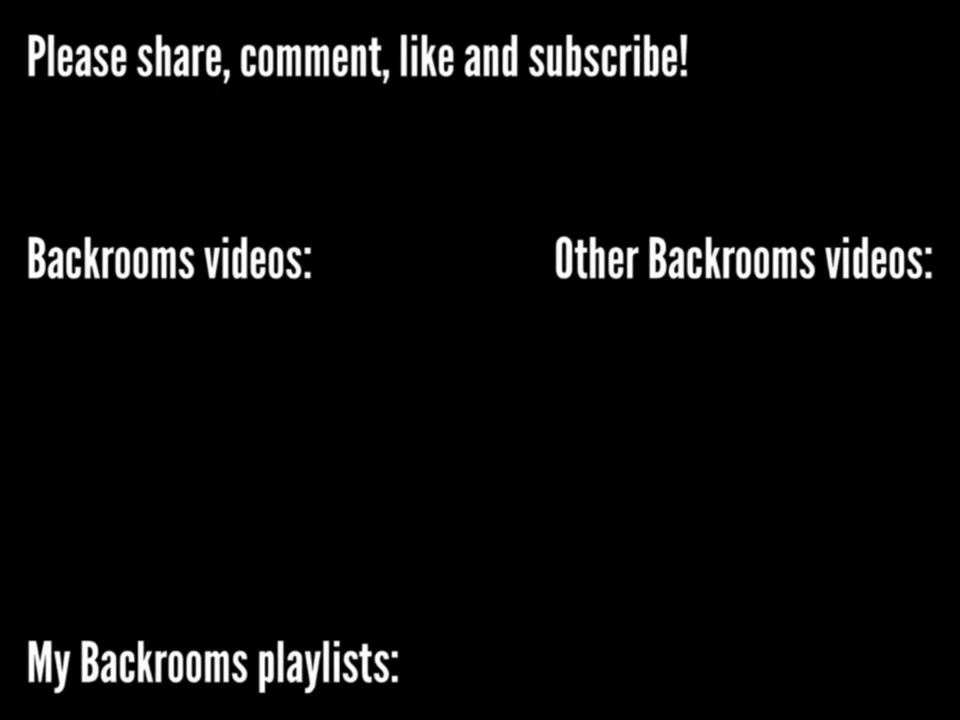 Please share, comment, like and subscribe!
Backrooms videos:
Other Backrooms videos:
My Backrooms playlists: